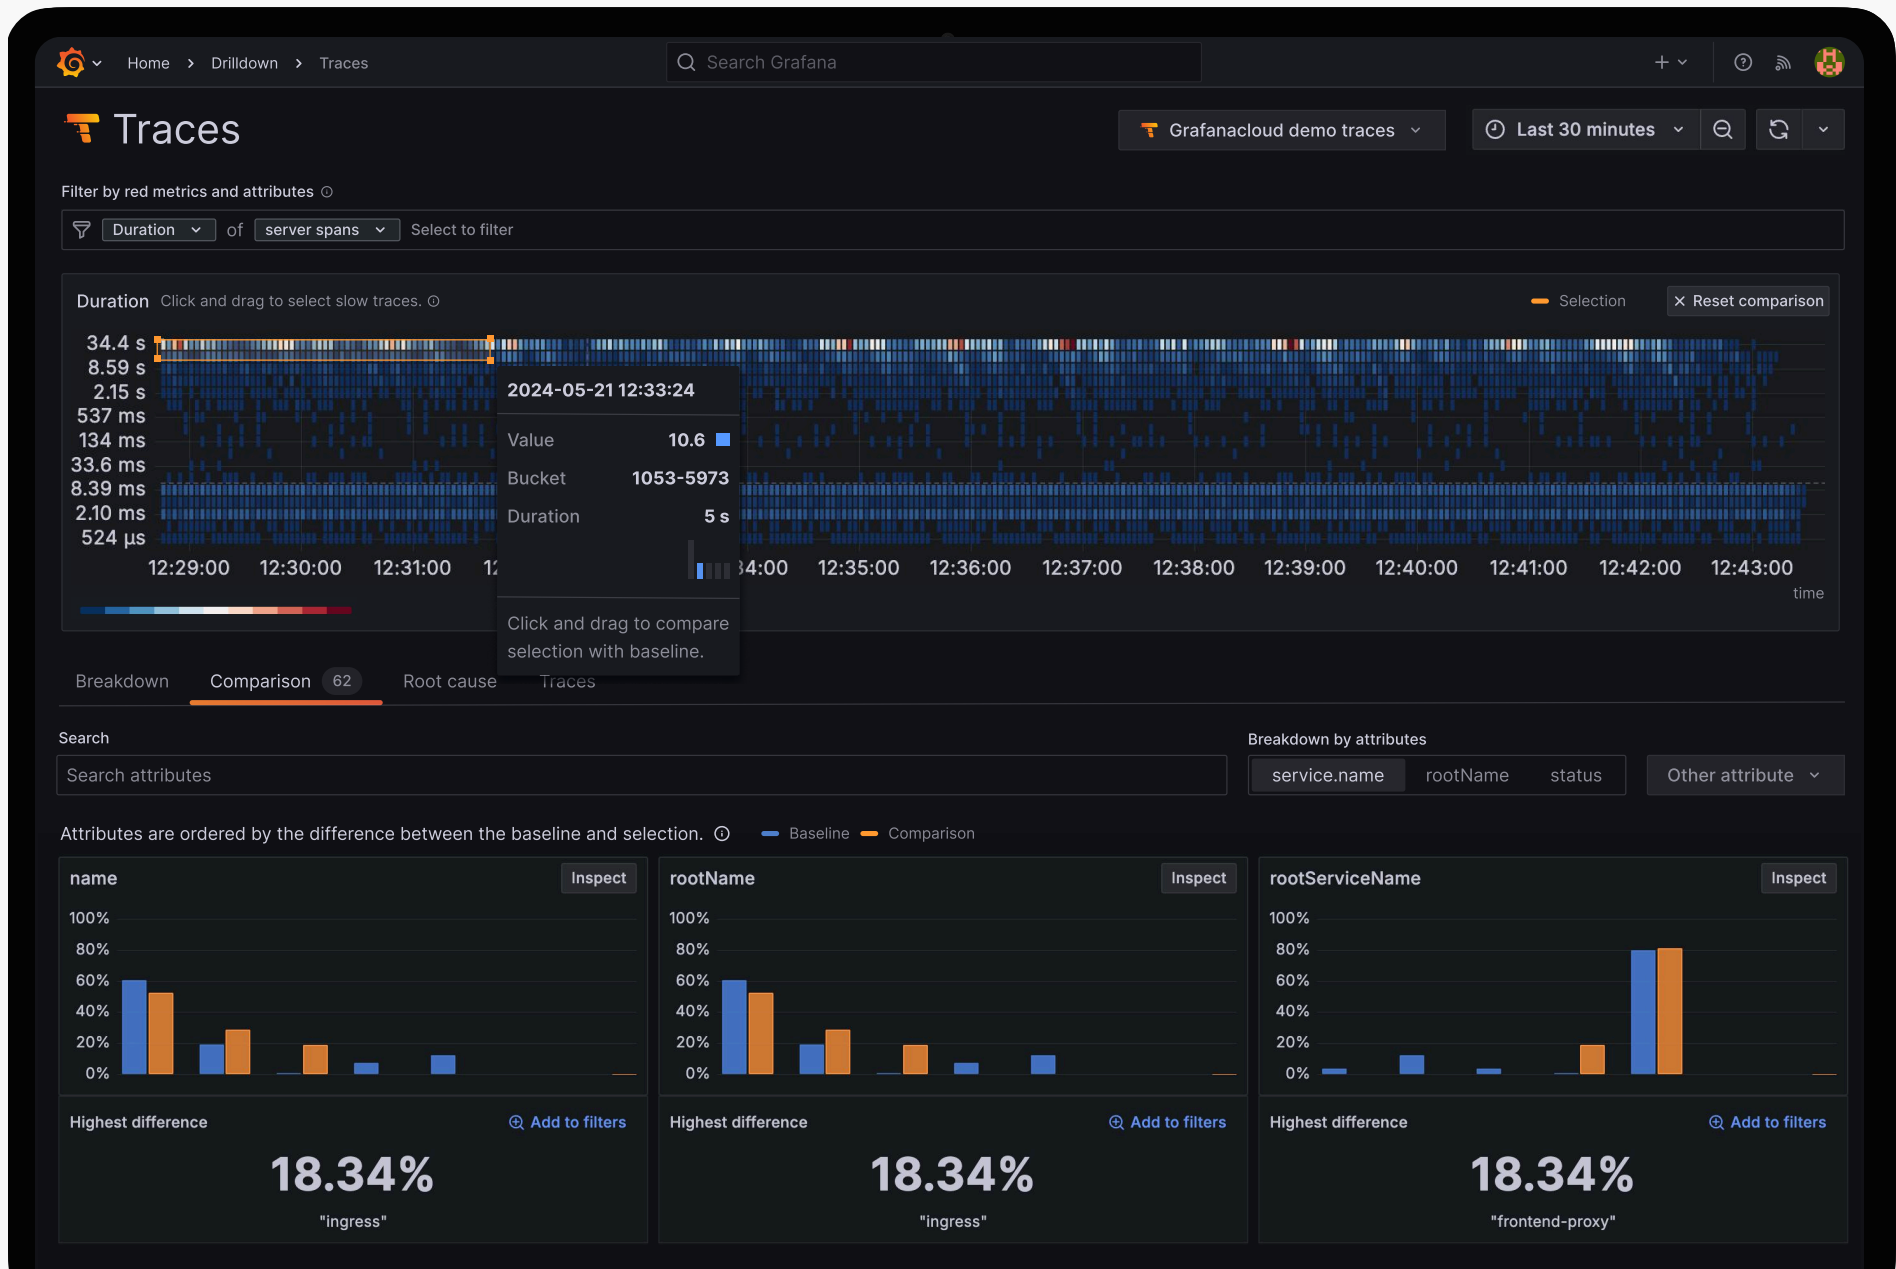 Home > Drilldown > Traces
Search Grafana
Traces
Grafanacloud demo traces
Last 30 minutes
Filter by red metrics and attributes
Duration of server spans Select to filter
Duration Click and drag to select slow traces.
Selection
Reset comparison
34.4 s
8.59 s
2.15 s
537 ms
134 ms
33.6 ms
8.39 ms
2.10 ms
524 µs
2024-05-21 12:33:24
Value 10.6
Bucket 1053-5973
Duration 5 s
Click and drag to compare
selection with baseline.
12:29:00 12:30:00 12:31:00 12 34:00 12:35:00 12:36:00 12:37:00 12:38:00 12:39:00 12:40:00 12:41:00 12:42:00 12:43:00
time
Breakdown Comparison 62 Root cause Traces
Search
Search attributes
Breakdown by attributes
service.name rootName status Other attribute
Attributes are ordered by the difference between the baseline and selection. Baseline Comparison
name Inspect
100%
80%
60%
40%
20%
0%
Highest difference Add to filters
18.34%
"ingress"
rootName Inspect
100%
80%
60%
40%
20%
0%
Highest difference Add to filters
18.34%
"ingress"
rootServiceName Inspect
100%
80%
60%
40%
20%
0%
Highest difference Add to filters
18.34%
"frontend-proxy"